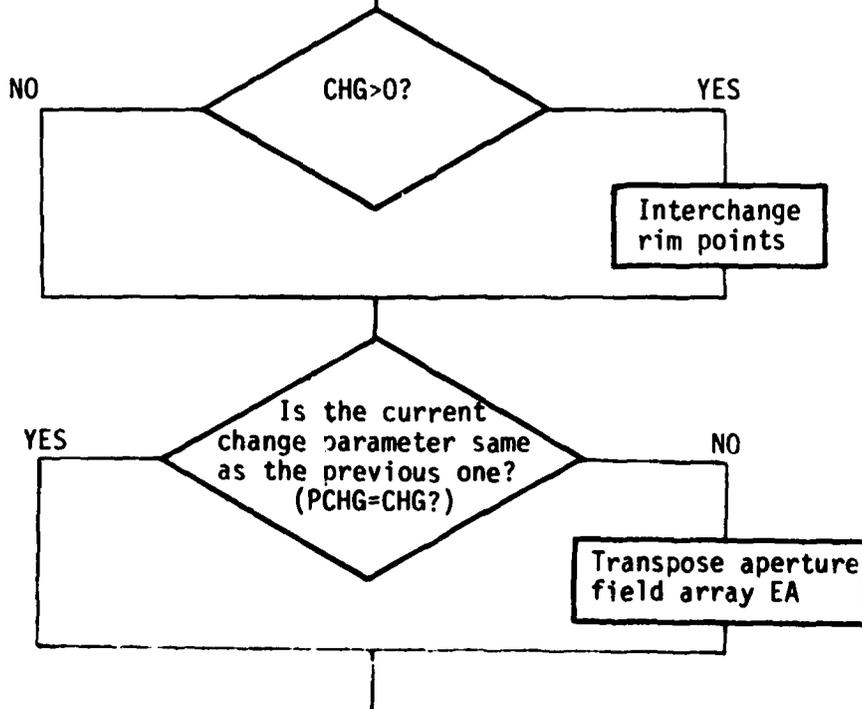 CHG>0?
NO
YES
Interchange
rim points
Is the current
change parameter same
as the previous one?
(PCHG=CHG?)
YES
NO
Transpose aperture
field array EA